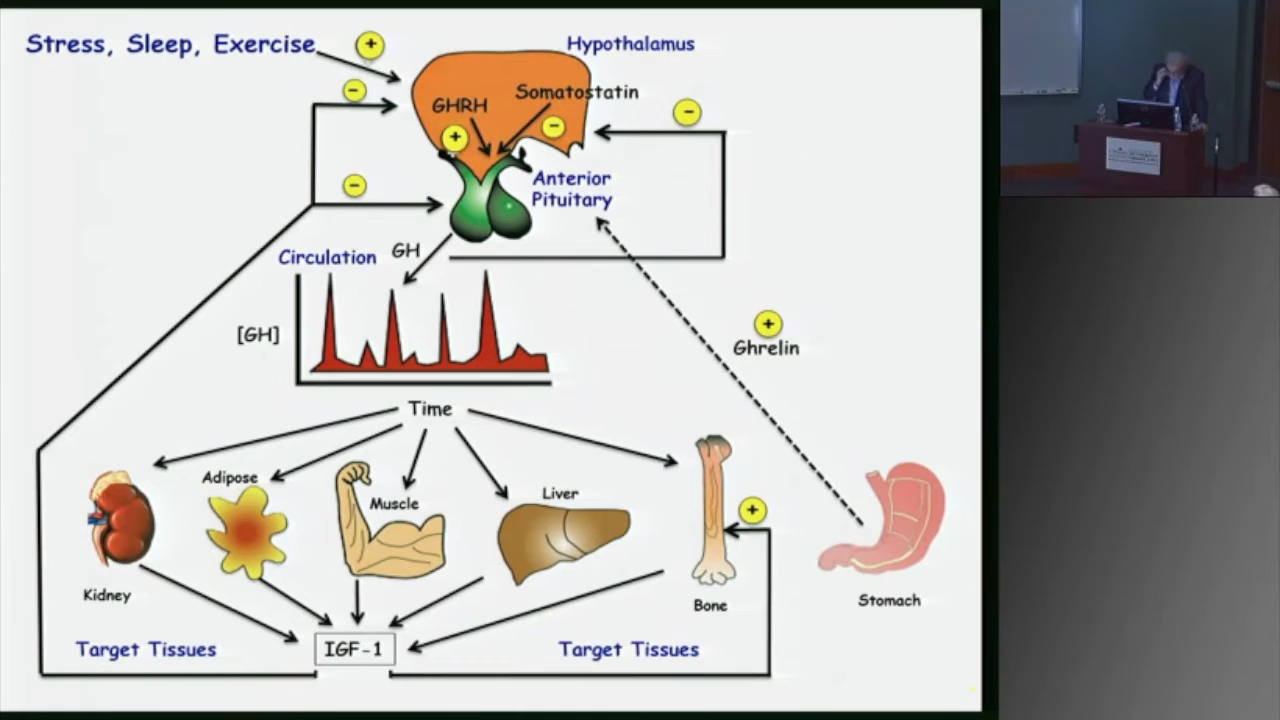 Stress, Sleep, Exercise
+
Hypothalamus
−
GHRH
Somatostatin
+
−
−
Anterior
Pituitary
−
Circulation
GH
[GH]
+
Ghrelin
Time
Adipose
Muscle
Liver
+
Kidney
Bone
Stomach
Target Tissues
IGF-1
Target Tissues